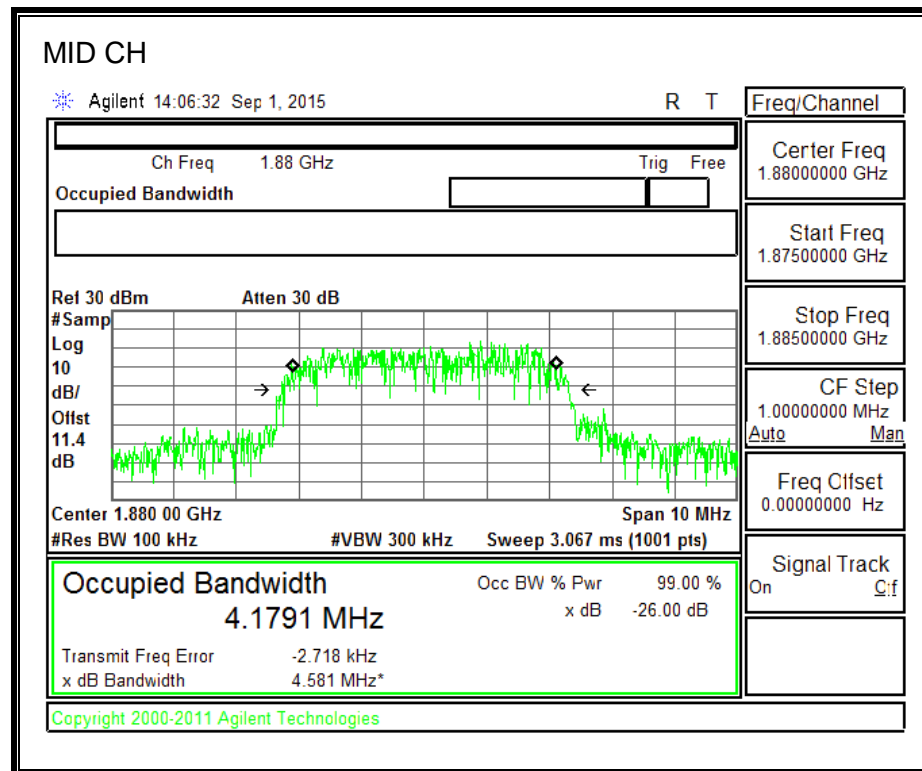 MID CH
Agilent 14:06:32 Sep 1, 2015 R T
Freq/Channel
Ch Freq 1.88 GHz Trig Free
Occupied Bandwidth
Center Freq
1.88000000 GHz
Start Freq
1.87500000 GHz
Stop Freq
1.88500000 GHz
CF Step
1.00000000 MHz
Auto Man
Freq Offset
0.00000000 Hz
Signal Track
On Off
Ref 30 dBm Atten 30 dB
#Samp
Log
10
dB/
Offst
11.4
dB
Center 1.880 00 GHz Span 10 MHz
#Res BW 100 kHz #VBW 300 kHz Sweep 3.067 ms (1001 pts)
Occupied Bandwidth Occ BW % Pwr 99.00 %
4.1791 MHz x dB -26.00 dB
Transmit Freq Error -2.718 kHz
x dB Bandwidth 4.581 MHz*
Copyright 2000-2011 Agilent Technologies